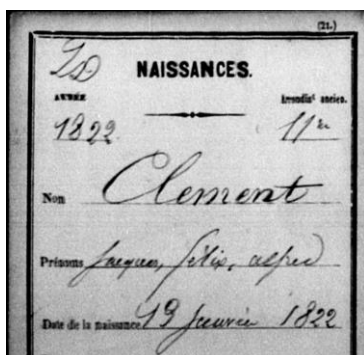 (21.)
NAISSANCES.
ANNÉE Arrondist ancien.
1822 11e
Nom Clement
Prénoms Jacques, félix, alfred
Date de la naissance 19 Janvier 1822